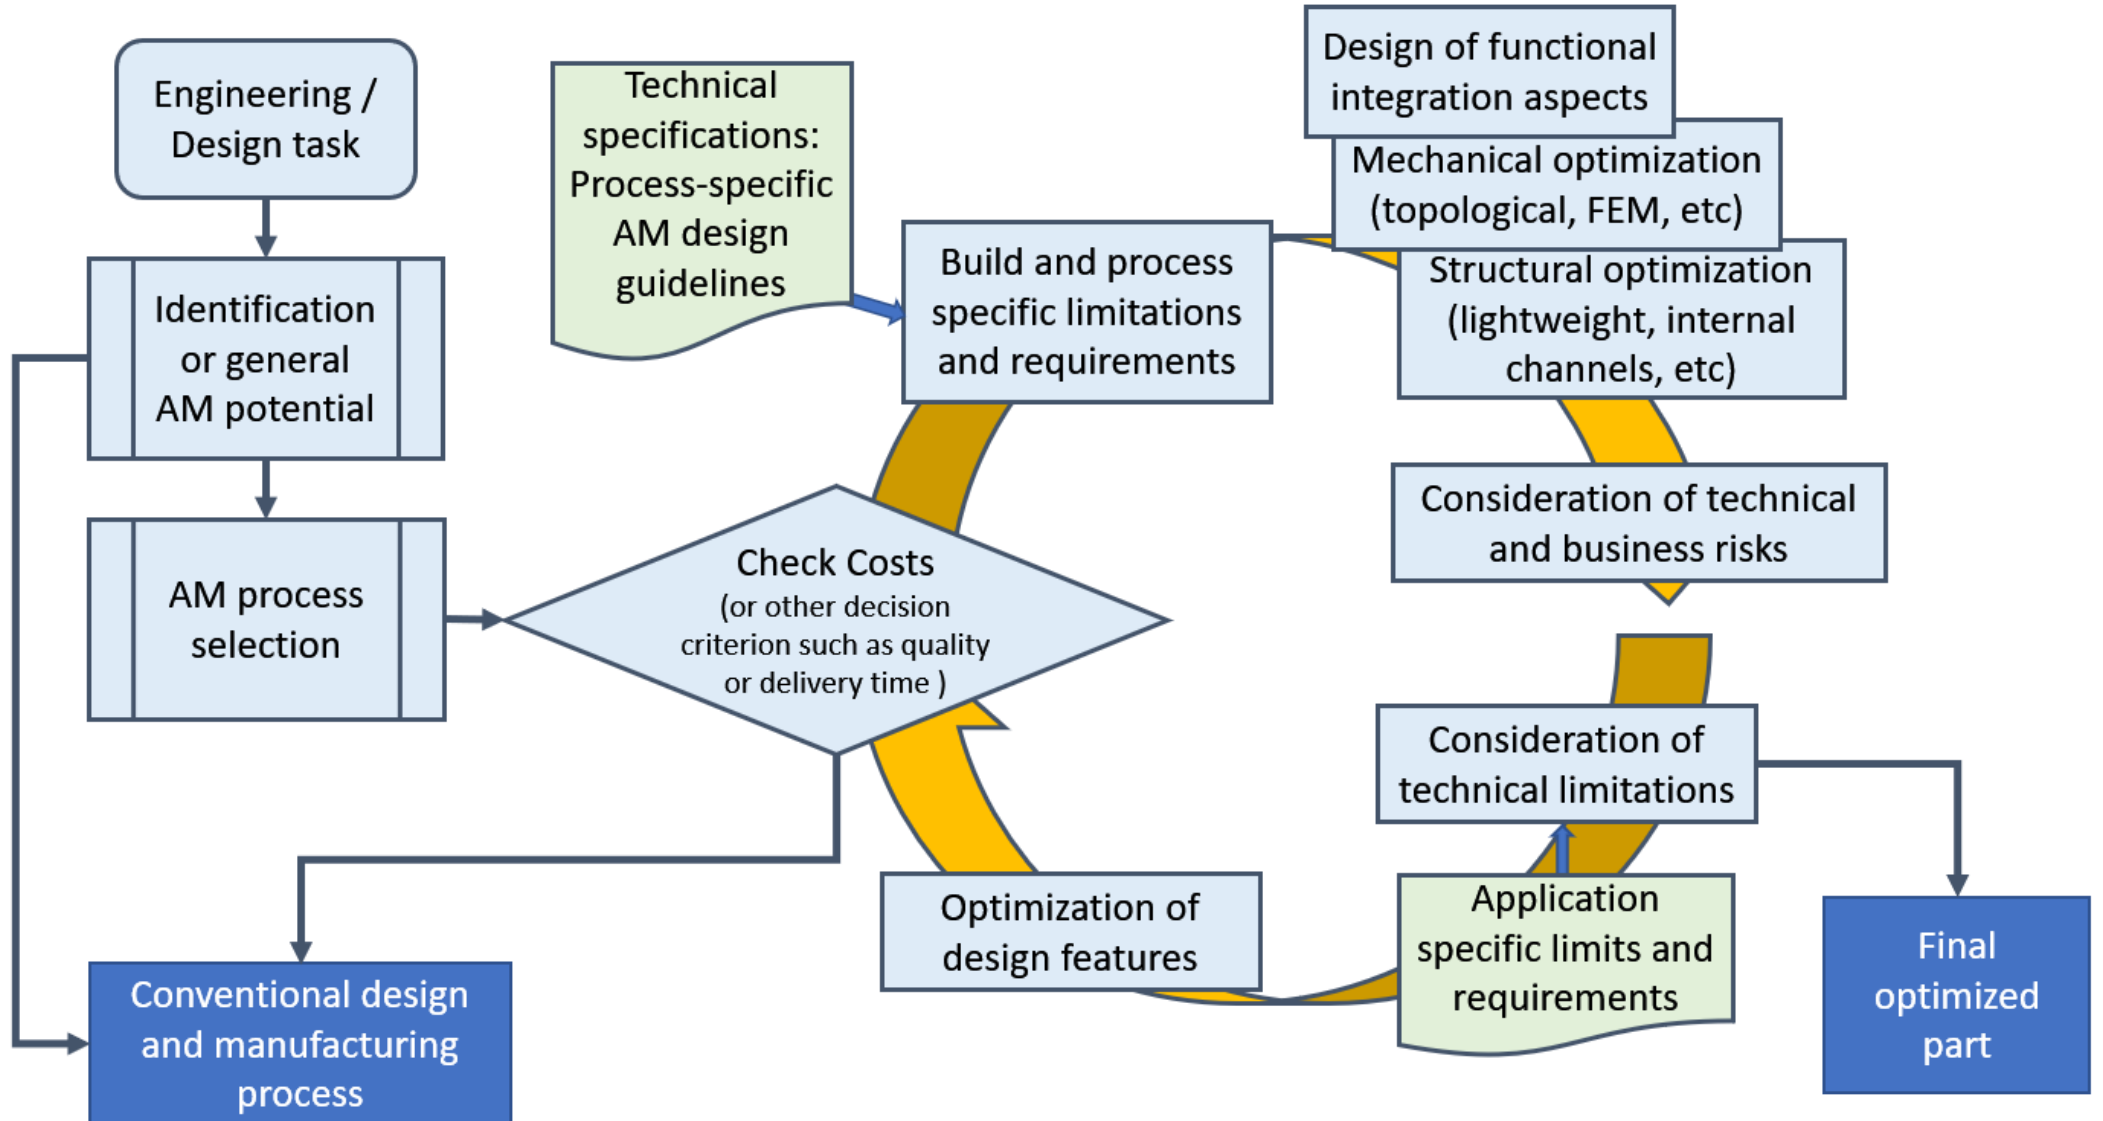 Engineering /
Design task
Identification
or general
AM potential
AM process
selection
Conventional design
and manufacturing
process
Technical
specifications:
Process-specific
AM design
guidelines
Check Costs
(or other decision
criterion such as quality
or delivery time )
Build and process
specific limitations
and requirements
Design of functional
integration aspects
Mechanical optimization
(topological, FEM, etc)
Structural optimization
(lightweight, internal
channels, etc)
Consideration of technical
and business risks
Consideration of
technical limitations
Application
specific limits and
requirements
Optimization of
design features
Final
optimized
part